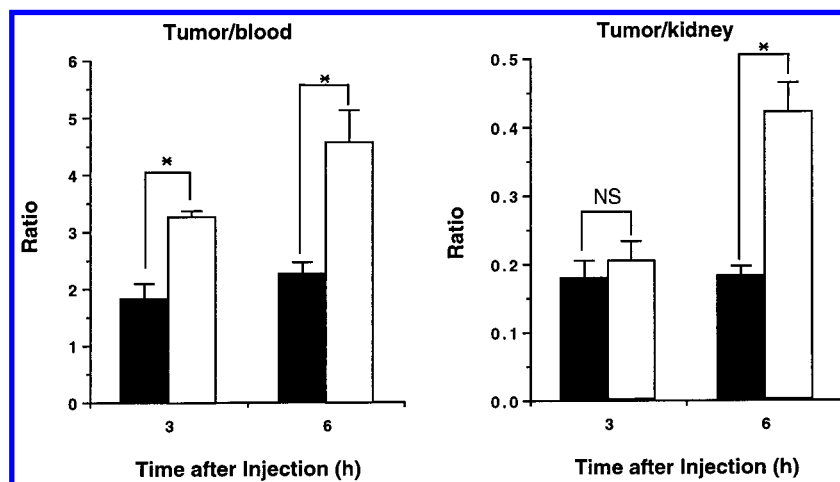 Tumor/blood
6
5
4
3
2
1
0
Ratio
*
*
3
6
Time after Injection (h)
Tumor/kidney
0.5
0.4
0.3
0.2
0.1
0.0
Ratio
NS
*
3
6
Time after Injection (h)